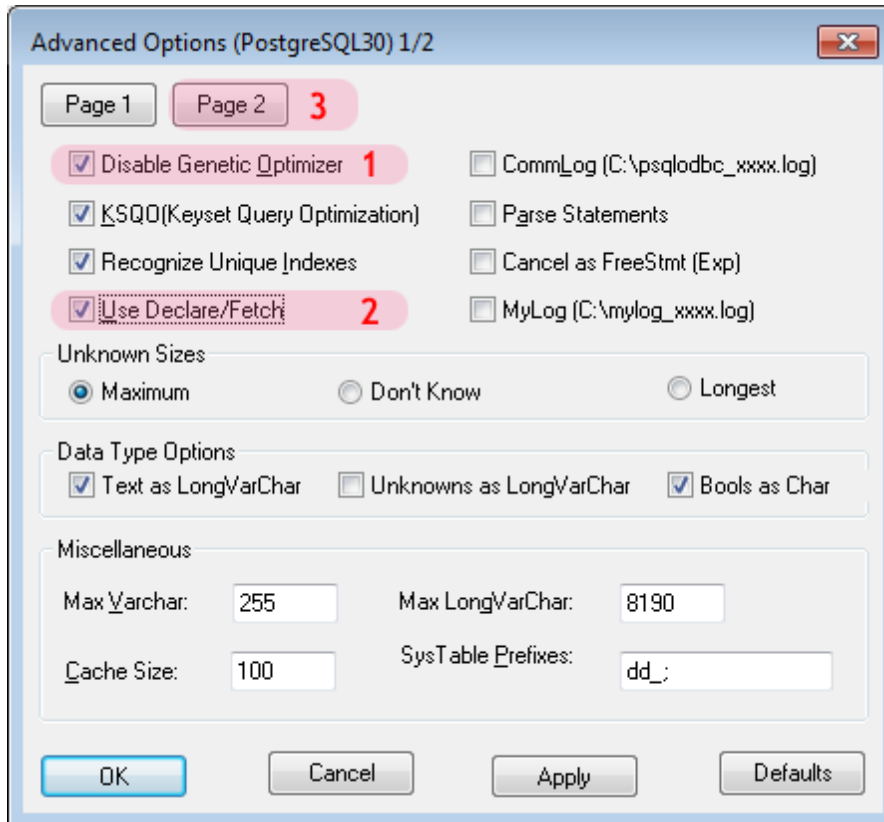 Advanced Options (PostgreSQL30) 1/2
Page 1 Page 2 3
Disable Genetic Optimizer 1 CommLog (C:\psqlodbc_xxxx.log)
KSQO(Keyset Query Optimization) Parse Statements
Recognize Unique Indexes Cancel as FreeStmt (Exp)
Use Declare/Fetch 2 MyLog (C:\mylog_xxxx.log)
Unknown Sizes
Maximum Don't Know Longest
Data Type Options
Text as LongVarChar Unknowns as LongVarChar Bools as Char
Miscellaneous
Max Varchar: 255 Max LongVarChar: 8190
Cache Size: 100 SysTable Prefixes: dd_;
OK Cancel Apply Defaults